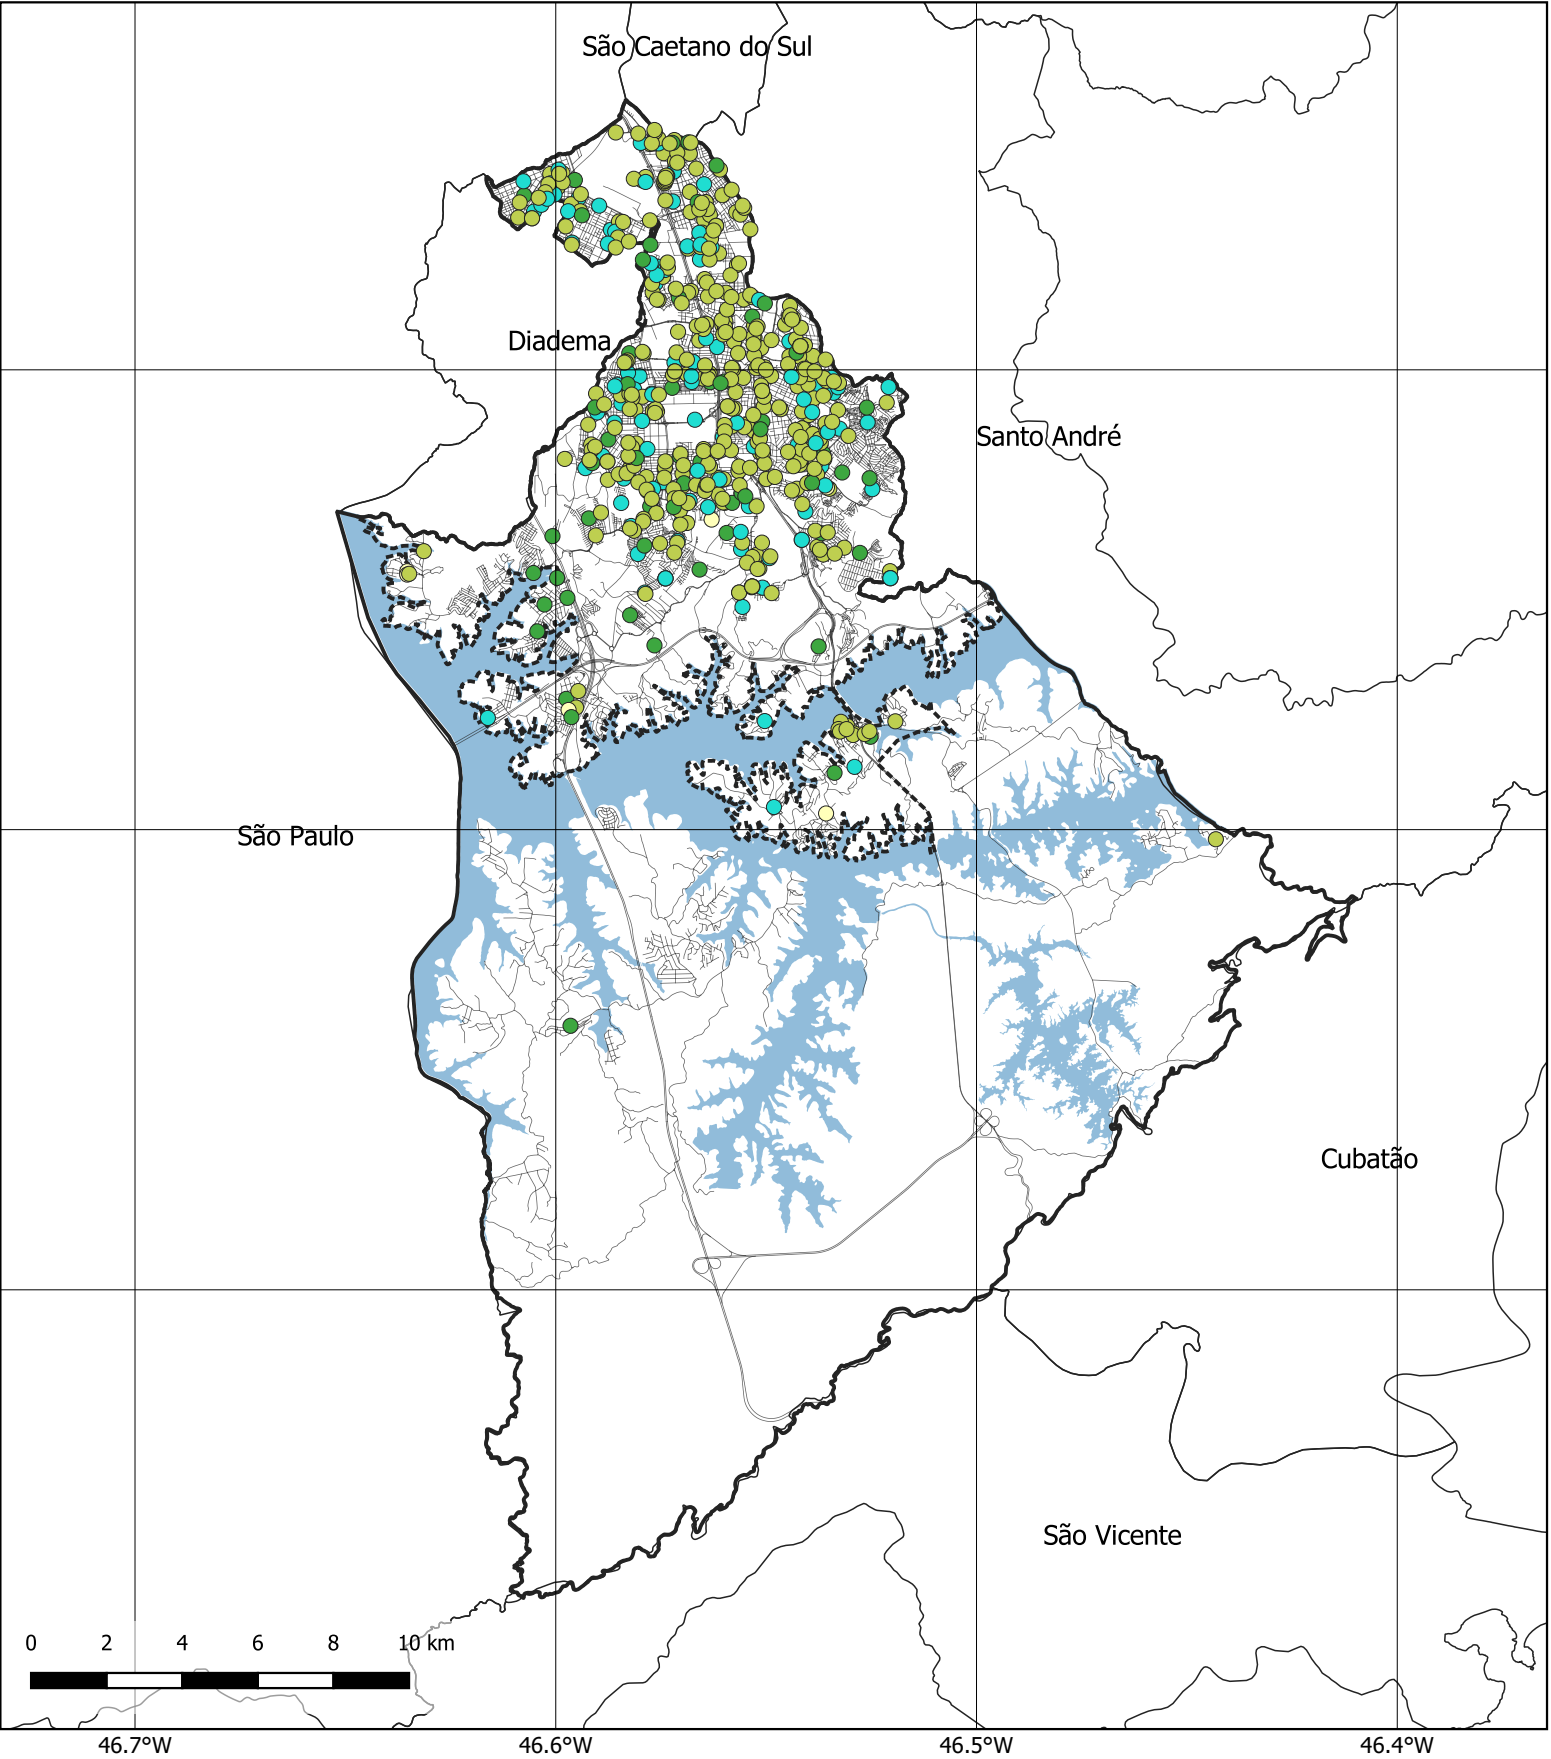 São Caetano do Sul
Diadema
Santo André
São Paulo
Cubatão
São Vicente
0 2 4 6 8 10 km
46.7°W 46.6°W 46.5°W 46.4°W